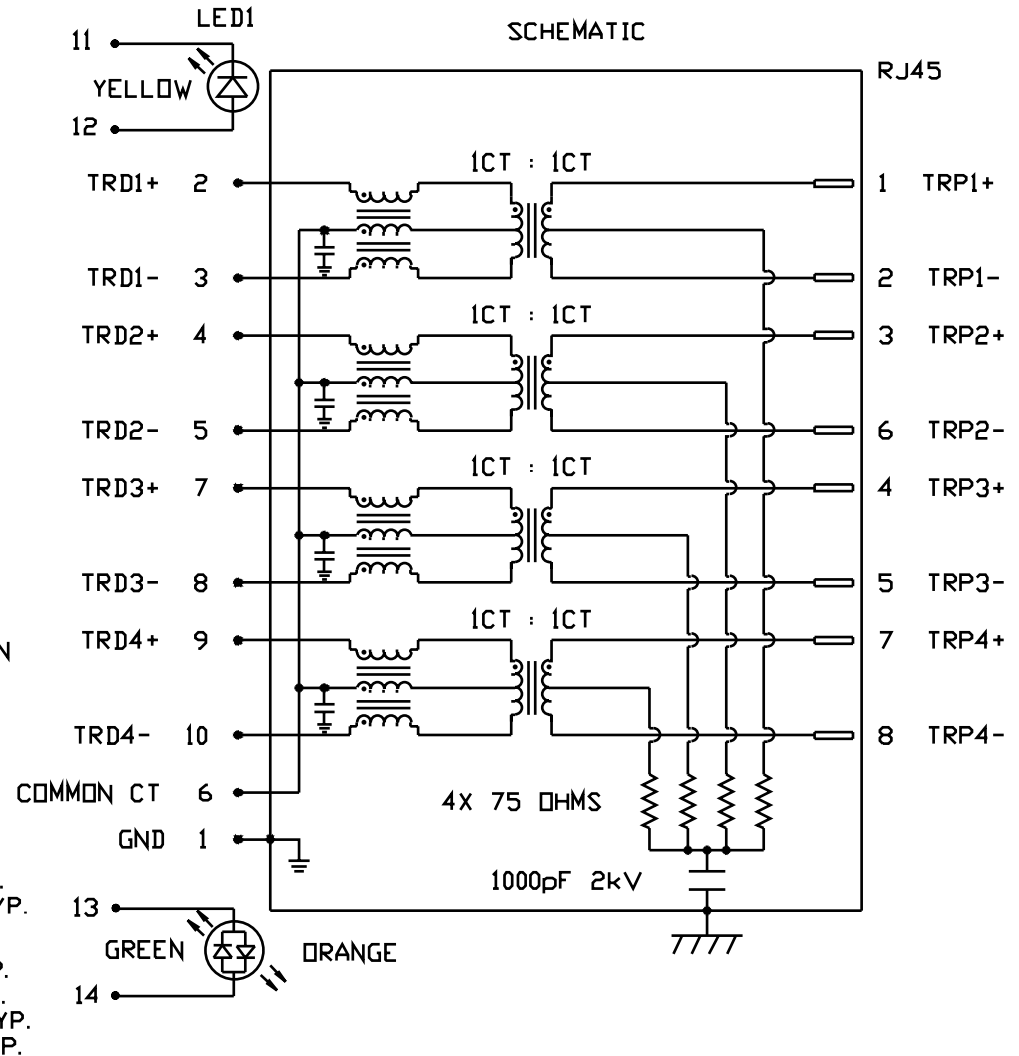 LED1
SCHEMATIC
11
RJ45
YELLOW
12
1CT : 1CT
TRD1+ 2
1 TRP1+
TRD1- 3
2 TRP1-
1CT : 1CT
TRD2+ 4
3 TRP2+
TRD2- 5
6 TRP2-
1CT : 1CT
TRD3+ 7
4 TRP3+
TRD3- 8
5 TRP3-
1CT : 1CT
TRD4+ 9
7 TRP4+
N
TRD4- 10
8 TRP4-
COMMON CT 6
4X 75 OHMS
GND 1
1000pF 2kV
YP.
13
GREEN
ORANGE
P.
14
.
YP.
P.